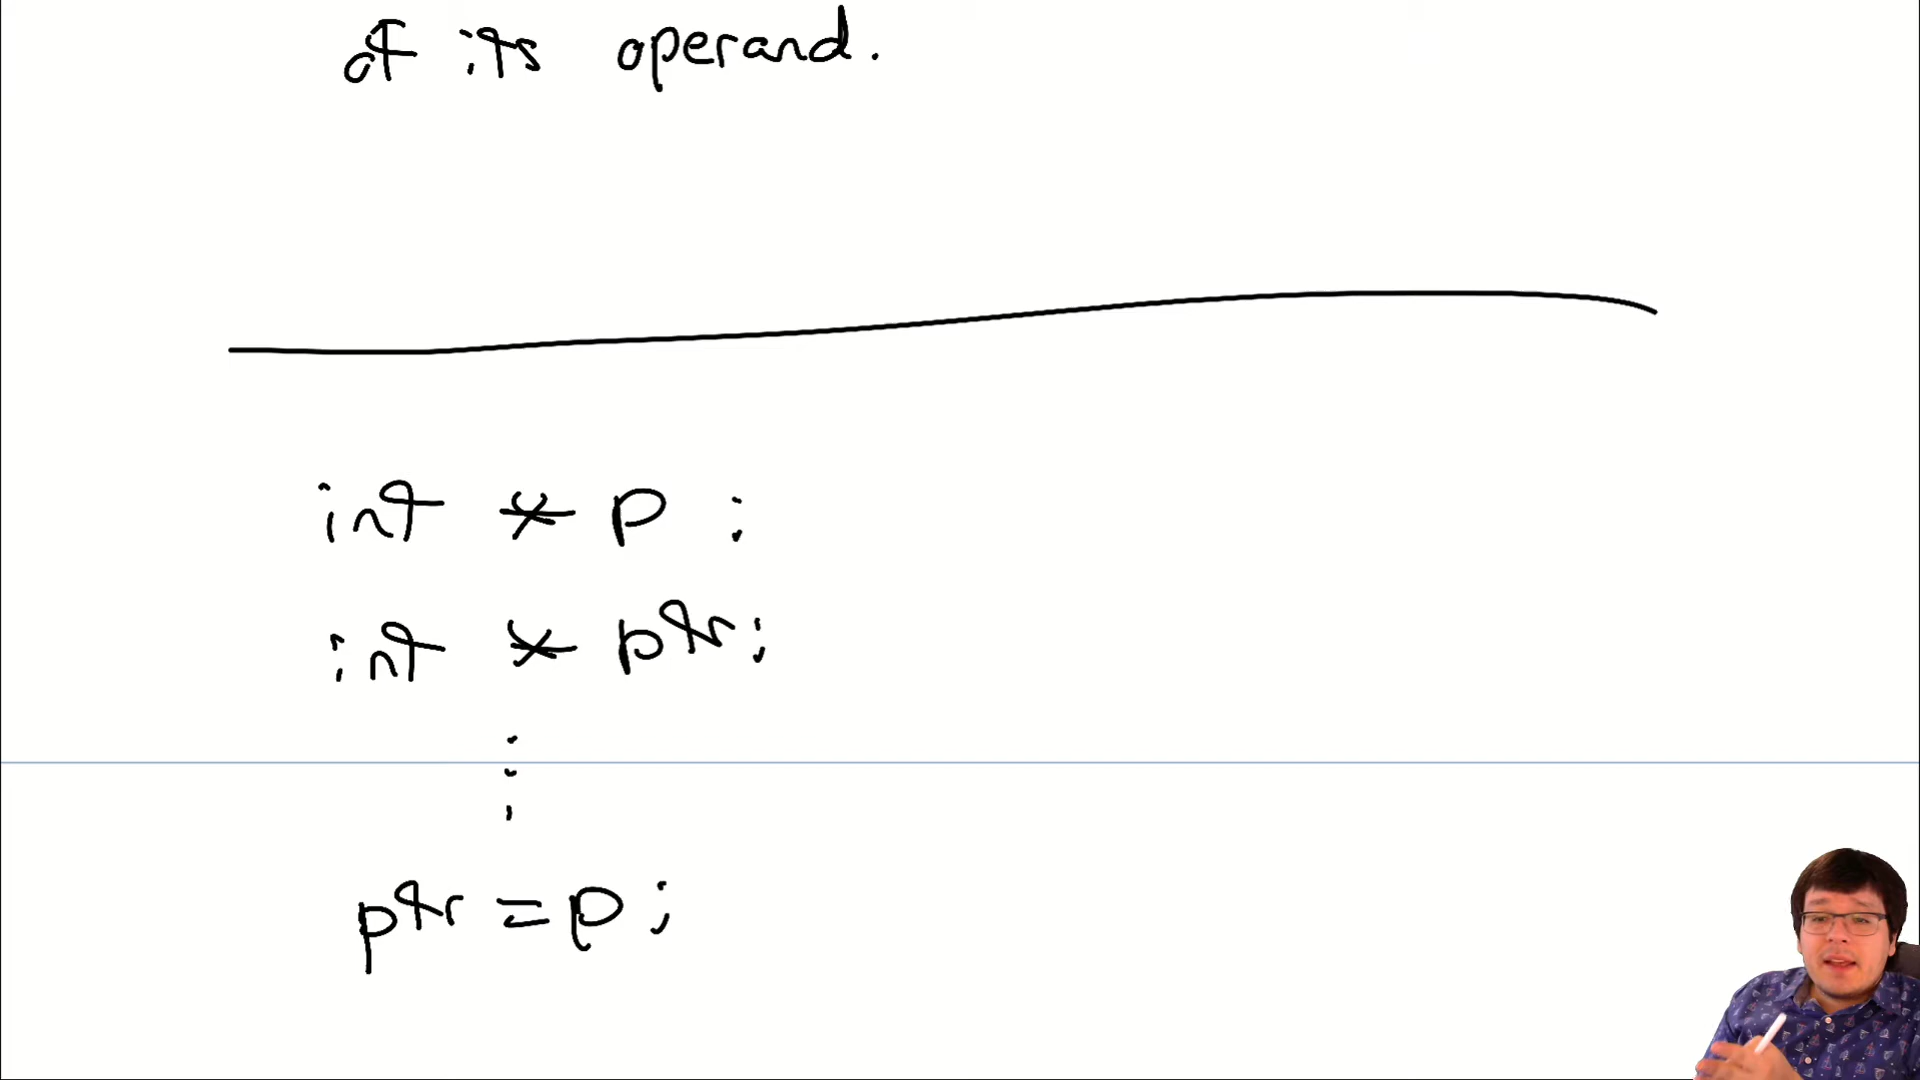 of its operand.
int * p ;
int * ptr;
⋮
ptr = p ;